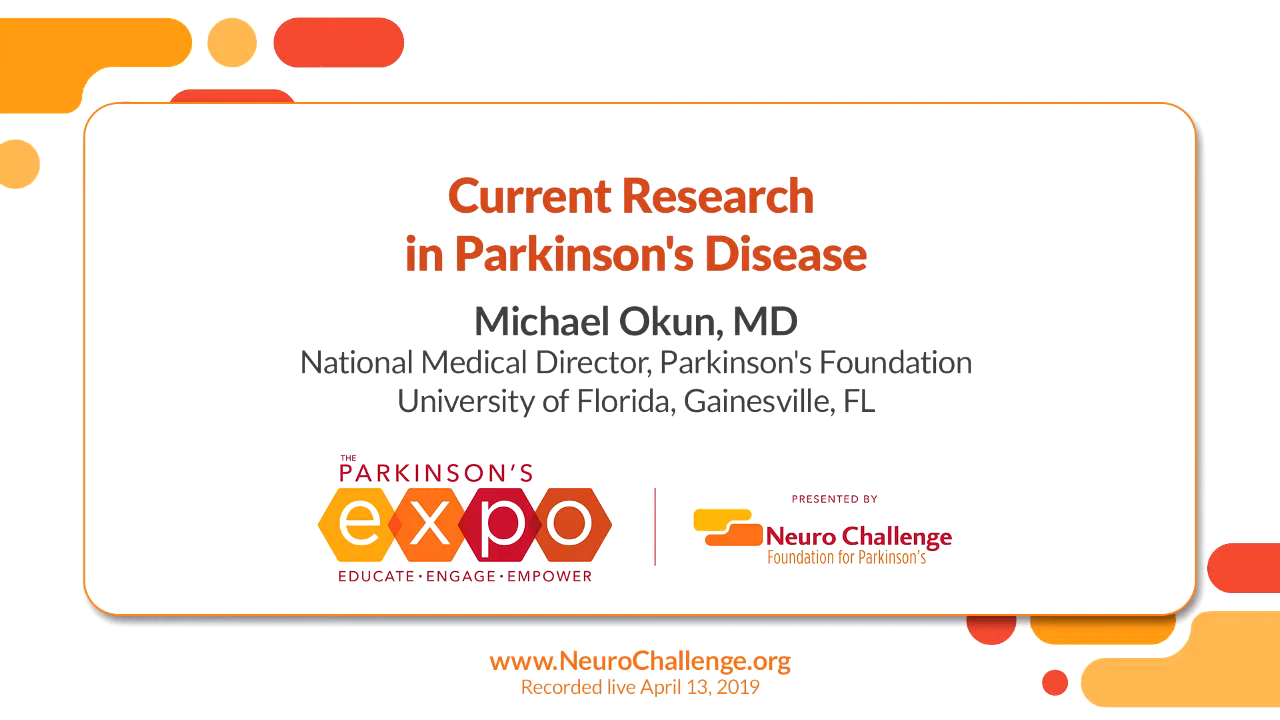 Current Research
in Parkinson's Disease
Michael Okun, MD
National Medical Director, Parkinson's Foundation
University of Florida, Gainesville, FL
THE
PARKINSON'S
expo
EDUCATE • ENGAGE • EMPOWER
PRESENTED BY
Neuro Challenge
Foundation for Parkinson's
www.NeuroChallenge.org
Recorded live April 13, 2019